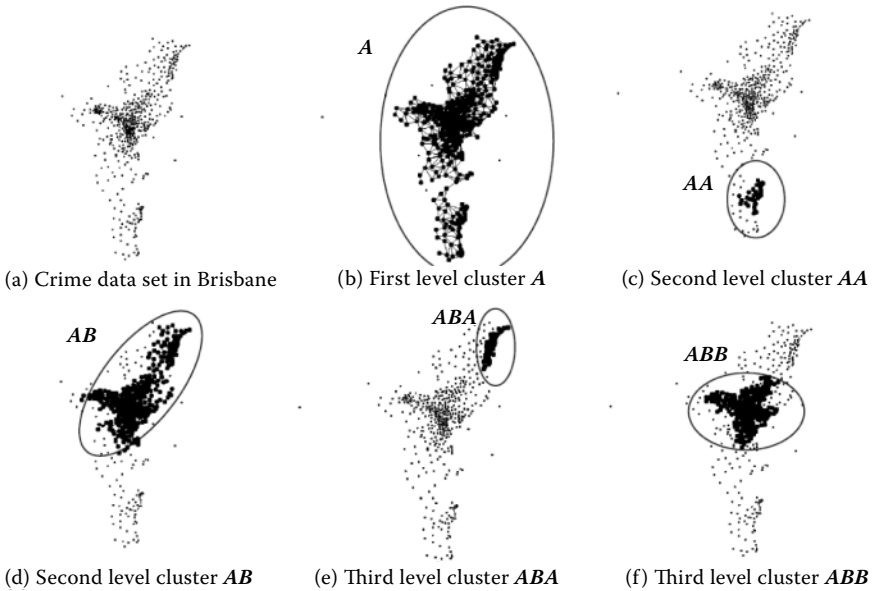 A
AA
(a) Crime data set in Brisbane
(b) First level cluster A
(c) Second level cluster AA
AB
ABA
ABB
(d) Second level cluster AB
(e) Third level cluster ABA
(f) Third level cluster ABB